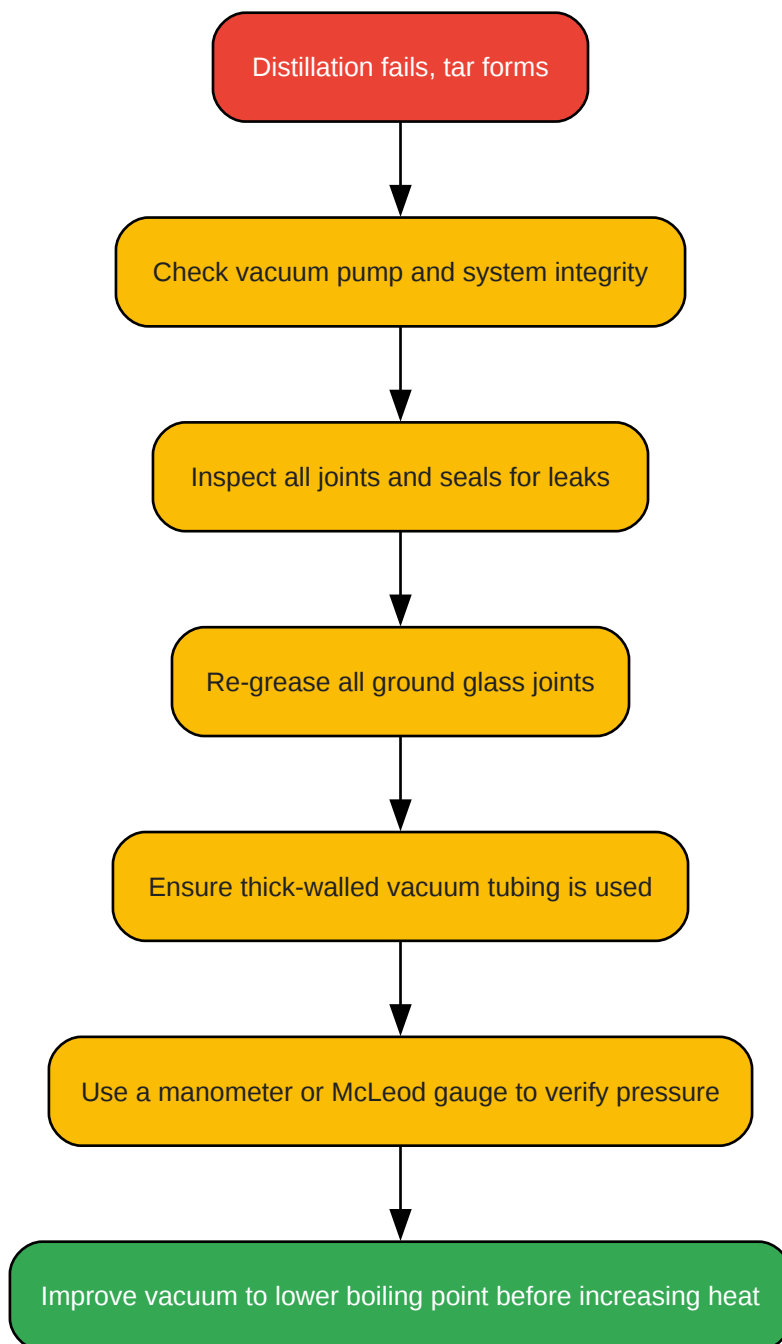 Distillation fails, tar forms
Check vacuum pump and system integrity
Inspect all joints and seals for leaks
Re-grease all ground glass joints
Ensure thick-walled vacuum tubing is used
Use a manometer or McLeod gauge to verify pressure
Improve vacuum to lower boiling point before increasing heat